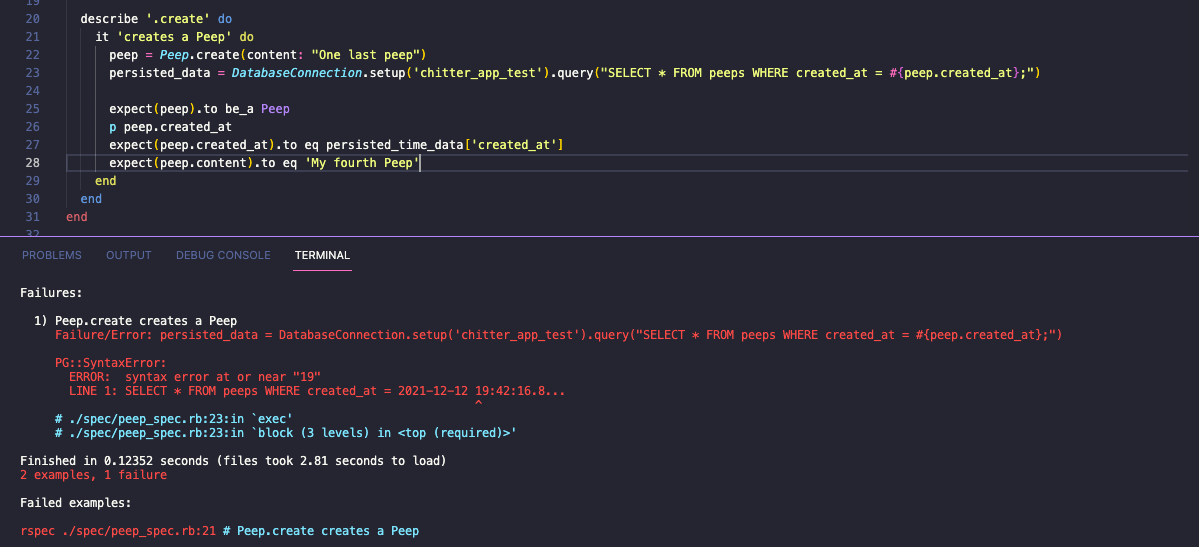 19
20 describe '.create' do
21 it 'creates a Peep' do
22 peep = Peep.create(content: "One last peep")
23 persisted_data = DatabaseConnection.setup('chitter_app_test').query("SELECT * FROM peeps WHERE created_at = #{peep.created_at};")
24
25 expect(peep).to be_a Peep
26 p peep.created_at
27 expect(peep.created_at).to eq persisted_time_data['created_at']
28 expect(peep.content).to eq 'My fourth Peep'
29 end
30 end
31 end
32
PROBLEMS OUTPUT DEBUG CONSOLE TERMINAL
Failures:
1) Peep.create creates a Peep
Failure/Error: persisted_data = DatabaseConnection.setup('chitter_app_test').query("SELECT * FROM peeps WHERE created_at = #{peep.created_at};")
PG::SyntaxError:
ERROR:  syntax error at or near "19"
LINE 1: SELECT * FROM peeps WHERE created_at = 2021-12-12 19:42:16.8...
^
# ./spec/peep_spec.rb:23:in `exec'
# ./spec/peep_spec.rb:23:in `block (3 levels) in <top (required)>'
Finished in 0.12352 seconds (files took 2.81 seconds to load)
2 examples, 1 failure
Failed examples:
rspec ./spec/peep_spec.rb:21 # Peep.create creates a Peep